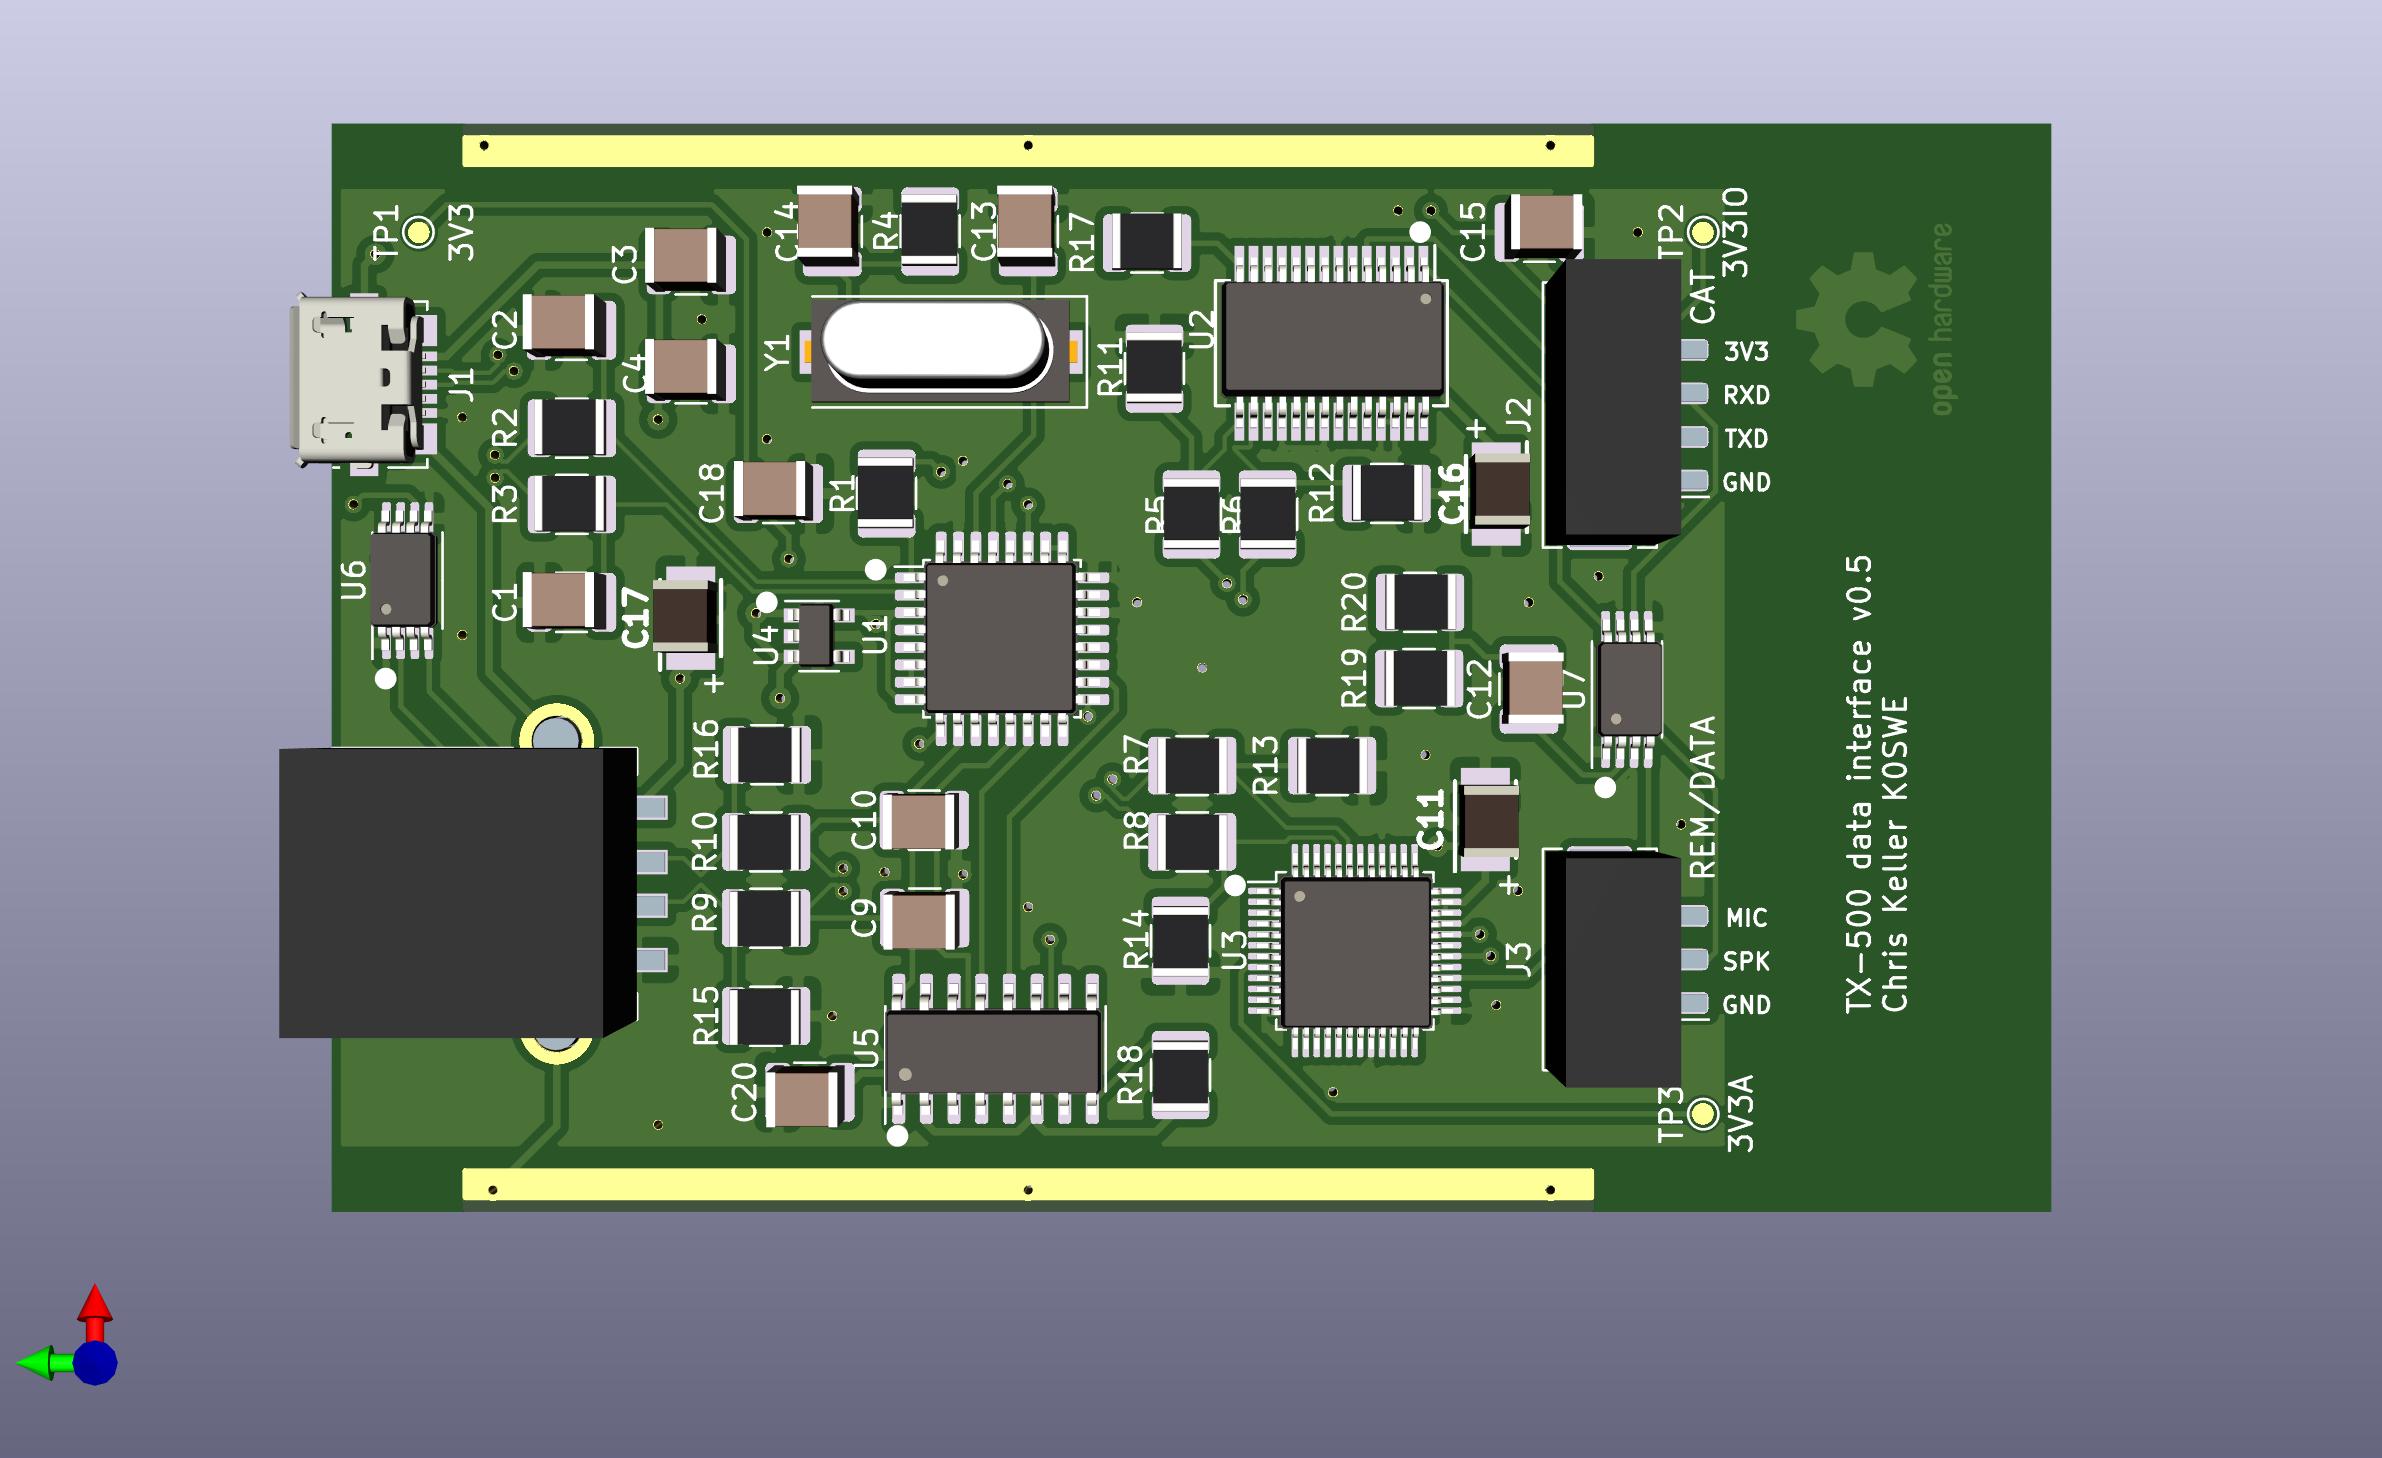 TP1
3V3
C3
C14
R4
C13
R17
C15
TP2
3V3IO
CAT
open hardware
C2
C4
Y1
R11
U2
J1
3V3
RXD
TXD
GND
J2
R2
R3
C18
R1
R5
R6
R12
C16
U6
C1
C17
U4
U1
R20
R19
C12
U7
TX-500 data interface v0.5
Chris Keller K0SWE
R16
R10
R9
R15
C10
C9
R7
R13
R8
C11
REM/DATA
MIC
SPK
GND
R14
U3
J3
C20
U5
R18
TP3
3V3A